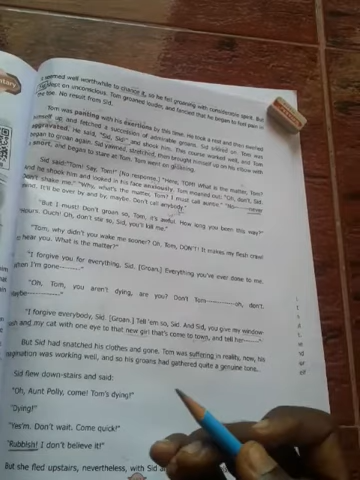 seemed well worthwhile to chance it, so he fell groaning with considerable spirit. But
Sid slept on unconscious. Tom groaned louder, and fancied that he began to feel pain in
the toe. No result from Sid.
Tom was panting with his exertions by this time. He took a rest and then swelled
himself up and fetched a succession of admirable groans. Sid snored on. Tom was
aggravated. He said, "Sid, Sid!" and shook him. This course worked well, and Tom
began to groan again. Sid yawned, stretched, then brought himself up on his elbow with
a snort, and began to stare at Tom. Tom went on groaning.
Sid said: "Tom! Say, Tom!" [No response.] "Here, TOM! What is the matter, Tom?"
And he shook him and looked in his face anxiously. Tom moaned out: "Oh, don't, Sid.
Don't shake me." "Why, what's the matter, Tom? I must call auntie." "No
mind. It'll be over by and by, maybe. Don't call anybody."
"But I must! Don't groan so, Tom, it's awful. How long you been this way?"
"Hours. Ouch! Oh, don't stir so, Sid, you'll kill me."
"Tom, why didn't you wake me sooner? Oh, Tom, DON'T! It makes my flesh crawl
to hear you. What is the matter?"
"I forgive you for everything, Sid. [Groan.] Everything you've ever done to me.
When I'm gone
"Oh, Tom, you aren't dying, are you? Don't Tom oh, don't.
Maybe "
"I forgive everybody, Sid. [Groan.] Tell 'em so, Sid. And Sid, you give my window-
sash and my cat with one eye to that new girl that's come to town, and tell her "
But Sid had snatched his clothes and gone. Tom was suffering in reality, now, his
imagination was working well, and so his groans had gathered quite a genuine tone.
Sid flew down-stairs and said:
"Oh, Aunt Polly, come! Tom's dying!"
"Dying!"
"Yes'm. Don't wait. Come quick!"
"Rubbish! I don't believe it!"
But she fled upstairs, nevertheless, with Sid